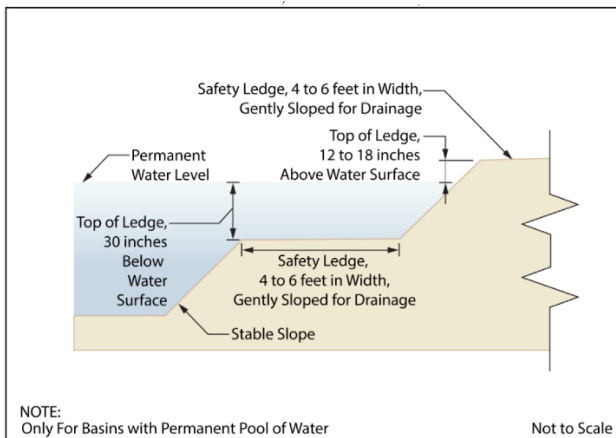 Safety Ledge, 4 to 6 feet in Width,
Gently Sloped for Drainage
Top of Ledge,
12 to 18 inches
Above Water Surface
Permanent
Water Level
Top of Ledge,
30 inches
Below
Water
Surface
Safety Ledge,
4 to 6 feet in Width,
Gently Sloped for Drainage
Stable Slope
NOTE:
Only For Basins with Permanent Pool of Water
Not to Scale